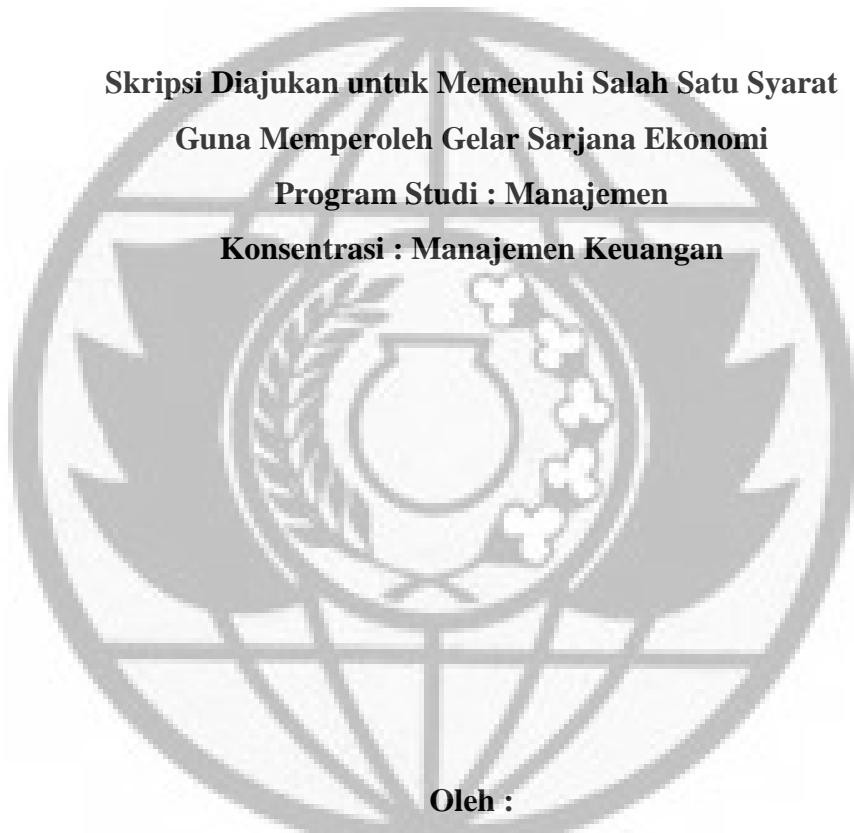 Skripsi Diajukan untuk Memenuhi Salah Satu Syarat
Guna Memperoleh Gelar Sarjana Ekonomi
Program Studi : Manajemen
Konsentrasi : Manajemen Keuangan
Oleh :